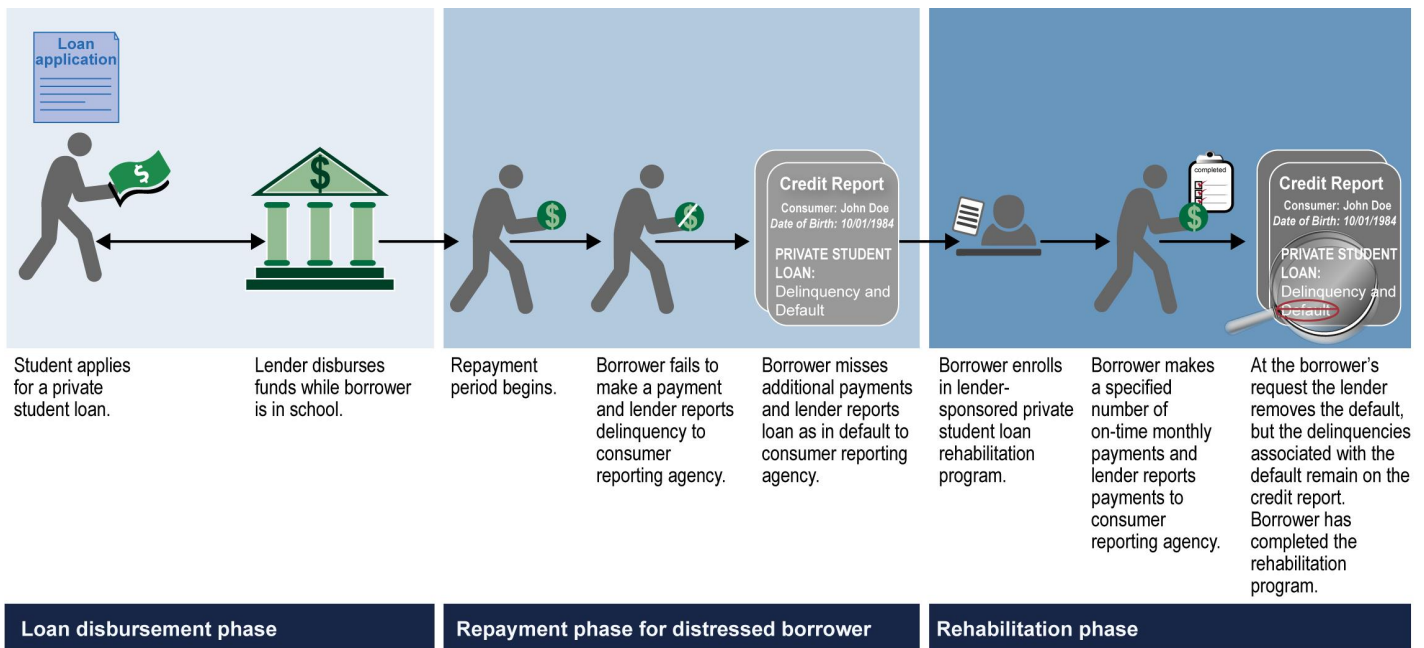 Loan
application
$
$
$
$
Credit Report
Consumer: John Doe
Date of Birth: 10/01/1984
PRIVATE STUDENT
LOAN:
Delinquency and
Default
completed
$
Credit Report
Consumer: John Doe
Date of Birth: 10/01/1984
PRIVATE STUDENT
LOAN:
Delinquency and
Default
Student applies
for a private
student loan.
Lender disburses
funds while borrower
is in school.
Repayment
period begins.
Borrower fails to
make a payment
and lender reports
delinquency to
consumer
reporting agency.
Borrower misses
additional payments
and lender reports
loan as in default to
consumer reporting
agency.
Borrower enrolls
in lender-
sponsored private
student loan
rehabilitation
program.
Borrower makes
a specified
number of
on-time monthly
payments and
lender reports
payments to
consumer
reporting agency.
At the borrower’s
request the lender
removes the default,
but the delinquencies
associated with the
default remain on the
credit report.
Borrower has
completed the
rehabilitation
program.
Loan disbursement phase
Repayment phase for distressed borrower
Rehabilitation phase